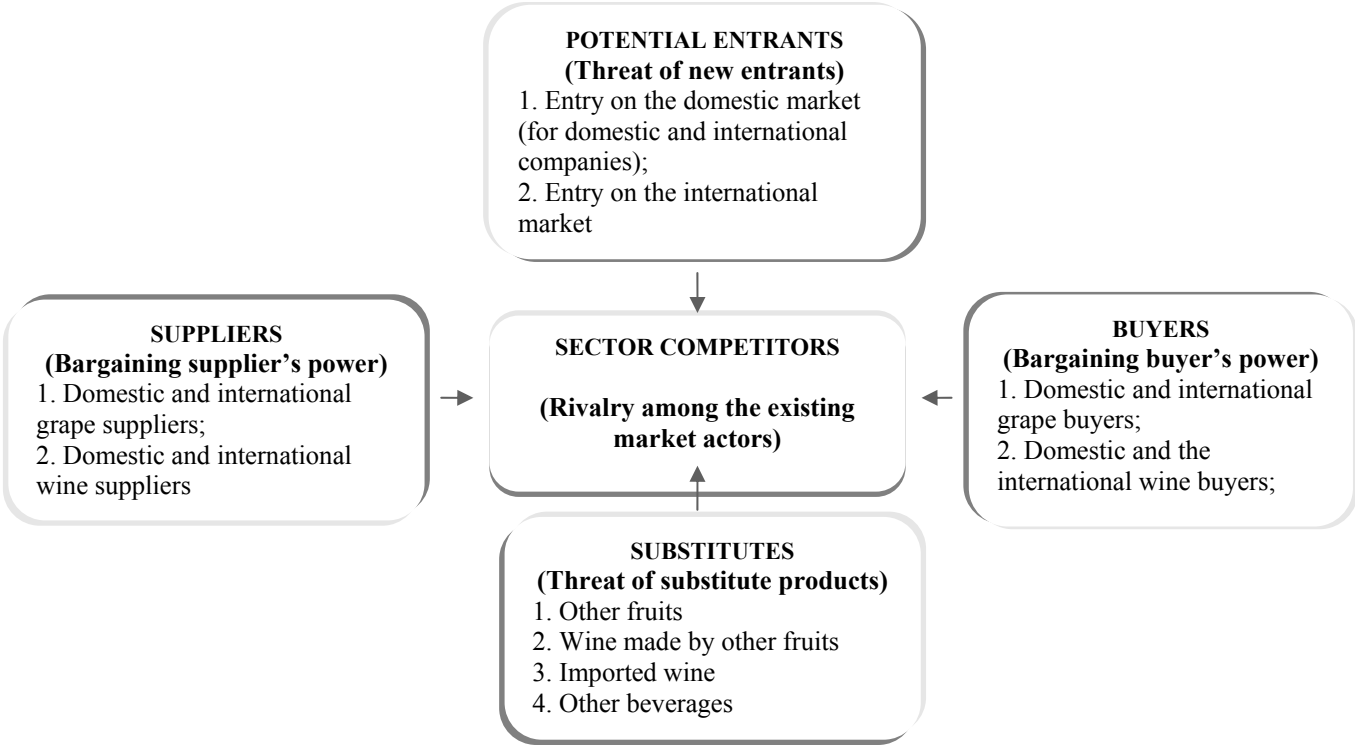 POTENTIAL ENTRANTS
(Threat of new entrants)
1. Entry on the domestic market
(for domestic and international
companies);
2. Entry on the international
market
SUPPLIERS
(Bargaining supplier’s power)
1. Domestic and international
grape suppliers;
2. Domestic and international
wine suppliers
SECTOR COMPETITORS
(Rivalry among the existing
market actors)
BUYERS
(Bargaining buyer’s power)
1. Domestic and international
grape buyers;
2. Domestic and the
international wine buyers;
SUBSTITUTES
(Threat of substitute products)
1. Other fruits
2. Wine made by other fruits
3. Imported wine
4. Other beverages